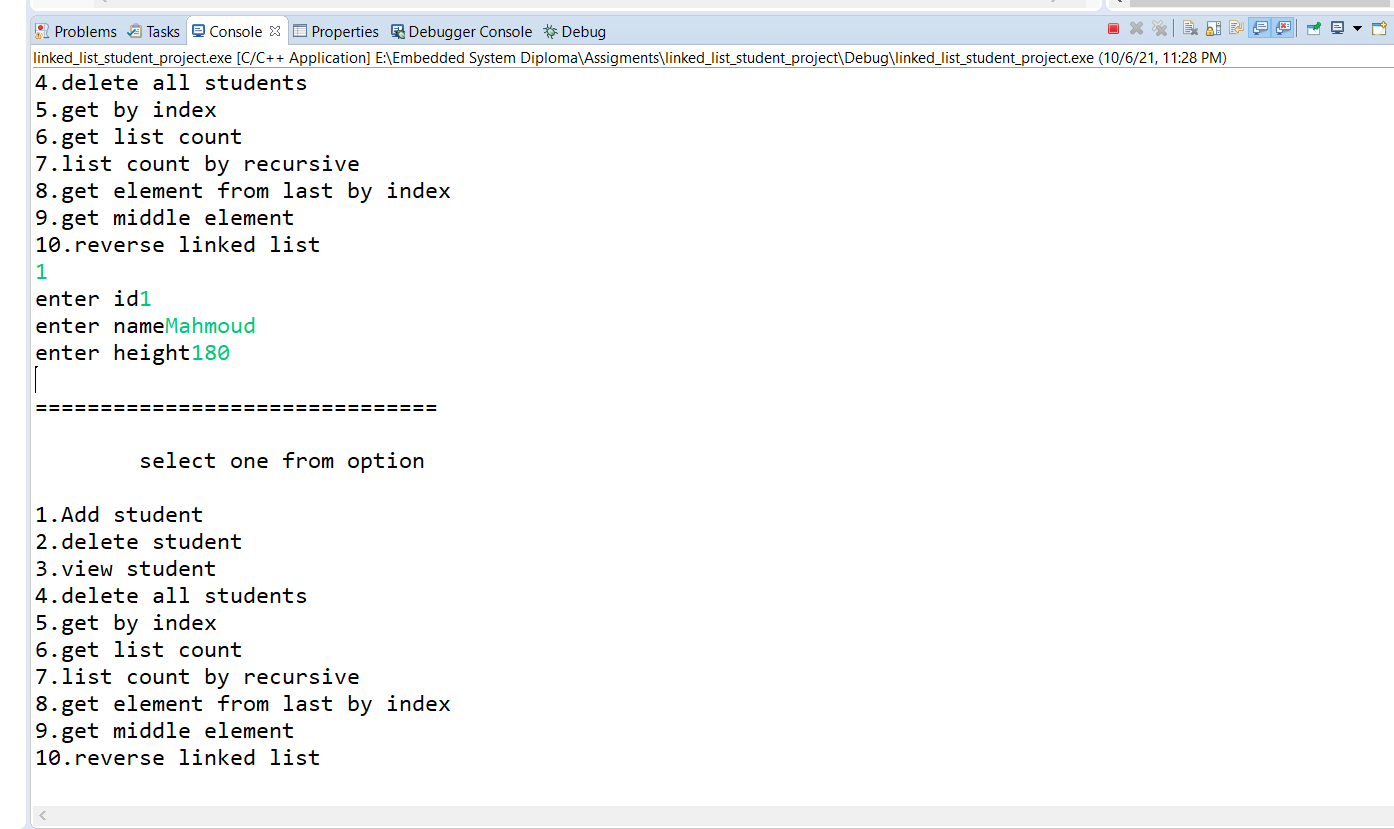 Problems Tasks Console Properties Debugger Console Debug
linked_list_student_project.exe [C/C++ Application] E:\Embedded System Diploma\Assigments\linked_list_student_project\Debug\linked_list_student_project.exe (10/6/21, 11:28 PM)
4.delete all students
5.get by index
6.get list count
7.list count by recursive
8.get element from last by index
9.get middle element
10.reverse linked list
1
enter id1
enter nameMahmoud
enter height180
===============================
select one from option
1.Add student
2.delete student
3.view student
4.delete all students
5.get by index
6.get list count
7.list count by recursive
8.get element from last by index
9.get middle element
10.reverse linked list